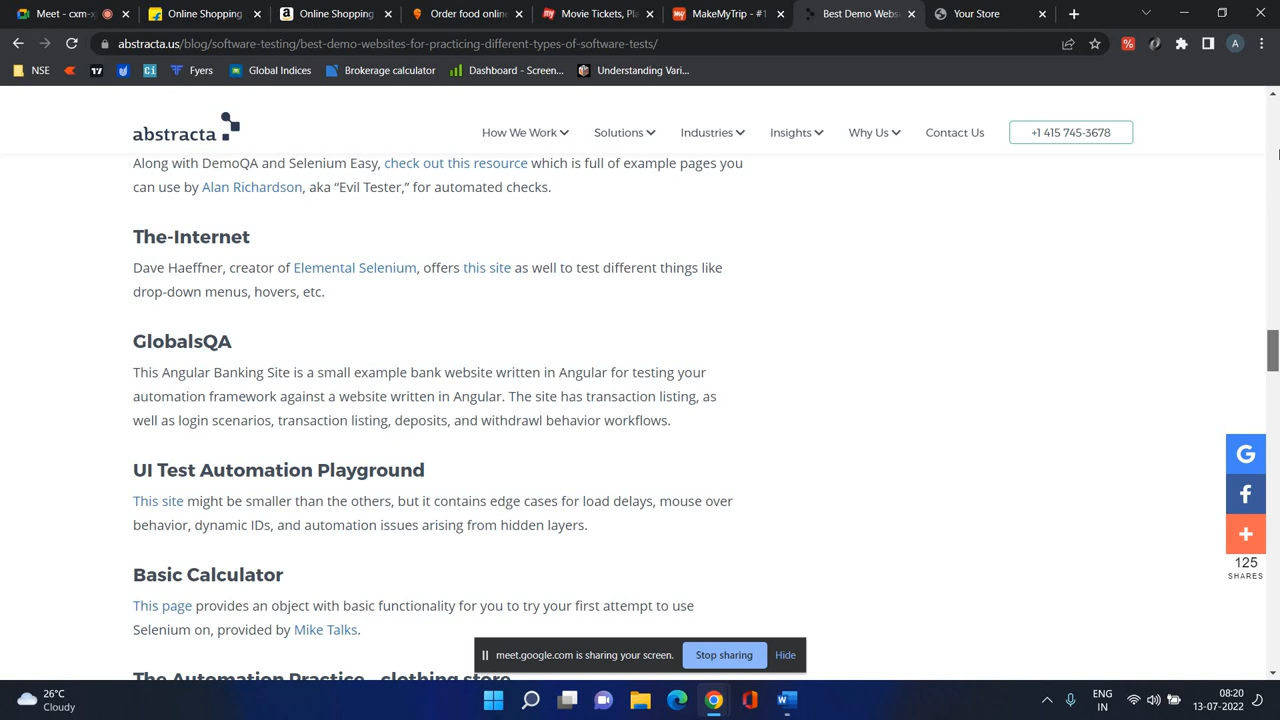 Meet - cxm-x
Online Shopping
Online Shopping
Order food onlin
Movie Tickets, Pla
MakeMyTrip - #1
Best Demo Websi
Your Store
abstracta.us/blog/software-testing/best-demo-websites-for-practicing-different-types-of-software-tests/
A
NSE
Fyers
Global Indices
Brokerage calculator
Dashboard - Screen...
Understanding Vari...
abstracta
How We Work
Solutions
Industries
Insights
Why Us
Contact Us
+1 415 745-3678
Along with DemoQA and Selenium Easy, check out this resource which is full of example pages you
can use by Alan Richardson, aka “Evil Tester,” for automated checks.
The-Internet
Dave Haeffner, creator of Elemental Selenium, offers this site as well to test different things like
drop-down menus, hovers, etc.
GlobalsQA
This Angular Banking Site is a small example bank website written in Angular for testing your
automation framework against a website written in Angular. The site has transaction listing, as
well as login scenarios, transaction listing, deposits, and withdrawl behavior workflows.
UI Test Automation Playground
This site might be smaller than the others, but it contains edge cases for load delays, mouse over
behavior, dynamic IDs, and automation issues arising from hidden layers.
Basic Calculator
This page provides an object with basic functionality for you to try your first attempt to use
Selenium on, provided by Mike Talks.
The Automation Practice - clothing store
125
SHARES
meet.google.com is sharing your screen.
Stop sharing
Hide
26°C
Cloudy
ENG
IN
08:20
13-07-2022